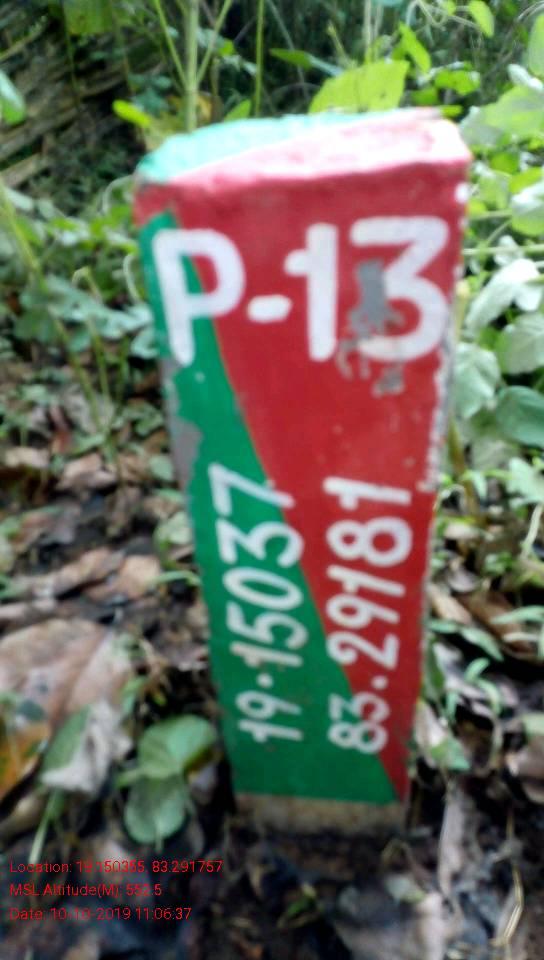 P-13
19.15037
83.29181
Location: 19.150355, 83.291757
MSL Altitude(M): 552.5
Date: 10-10-2019 11:06:37